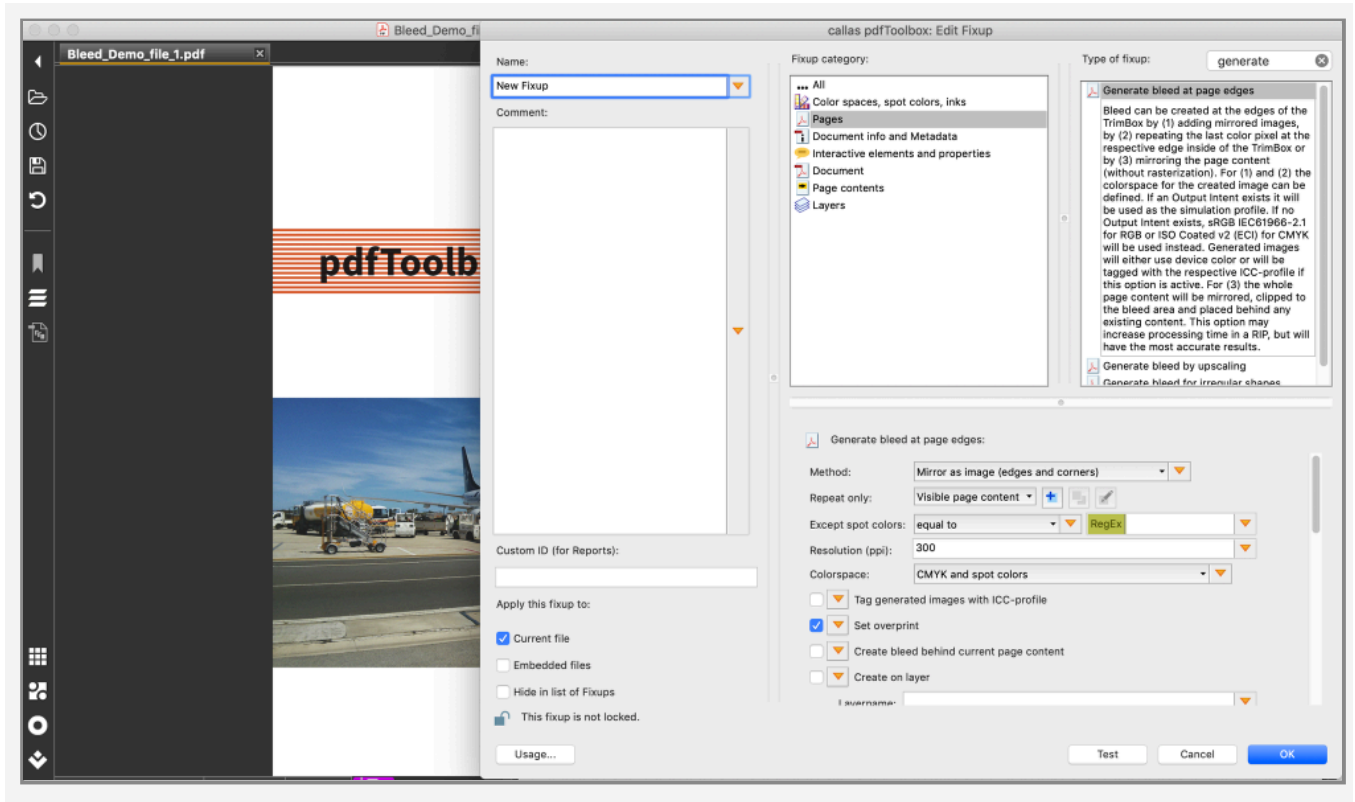 Bleed_Demo_fi
callas pdfToolbox: Edit Fixup
Bleed_Demo_file_1.pdf ×
pdfToolb
Name:
New Fixup
Comment:
Custom ID (for Reports):
Apply this fixup to:
Current file
Embedded files
Hide in list of Fixups
This fixup is not locked.
Usage...
Fixup category:
... All
Color spaces, spot colors, inks
Pages
Document info and Metadata
Interactive elements and properties
Document
Page contents
Layers
Type of fixup:
generate
Generate bleed at page edges
Bleed can be created at the edges of the
TrimBox by (1) adding mirrored images,
by (2) repeating the last color pixel at the
respective edge inside of the TrimBox or
by (3) mirroring the page content
(without rasterization). For (1) and (2) the
colorspace for the created image can be
defined. If an Output Intent exists it will
be used as the simulation profile. If no
Output Intent exists, sRGB IEC61966-2.1
for RGB or ISO Coated v2 (ECI) for CMYK
will be used instead. Generated images
will either use device color or will be
tagged with the respective ICC-profile if
this option is active. For (3) the whole
page content will be mirrored, clipped to
the bleed area and placed behind any
existing content. This option may
increase processing time in a RIP, but will
have the most accurate results.
Generate bleed by upscaling
Generate bleed for irregular shapes
Generate bleed at page edges:
Method: Mirror as image (edges and corners)
Repeat only: Visible page content
Except spot colors: equal to RegEx
Resolution (ppi): 300
Colorspace: CMYK and spot colors
Tag generated images with ICC-profile
Set overprint
Create bleed behind current page content
Create on layer
Layername:
Test Cancel OK